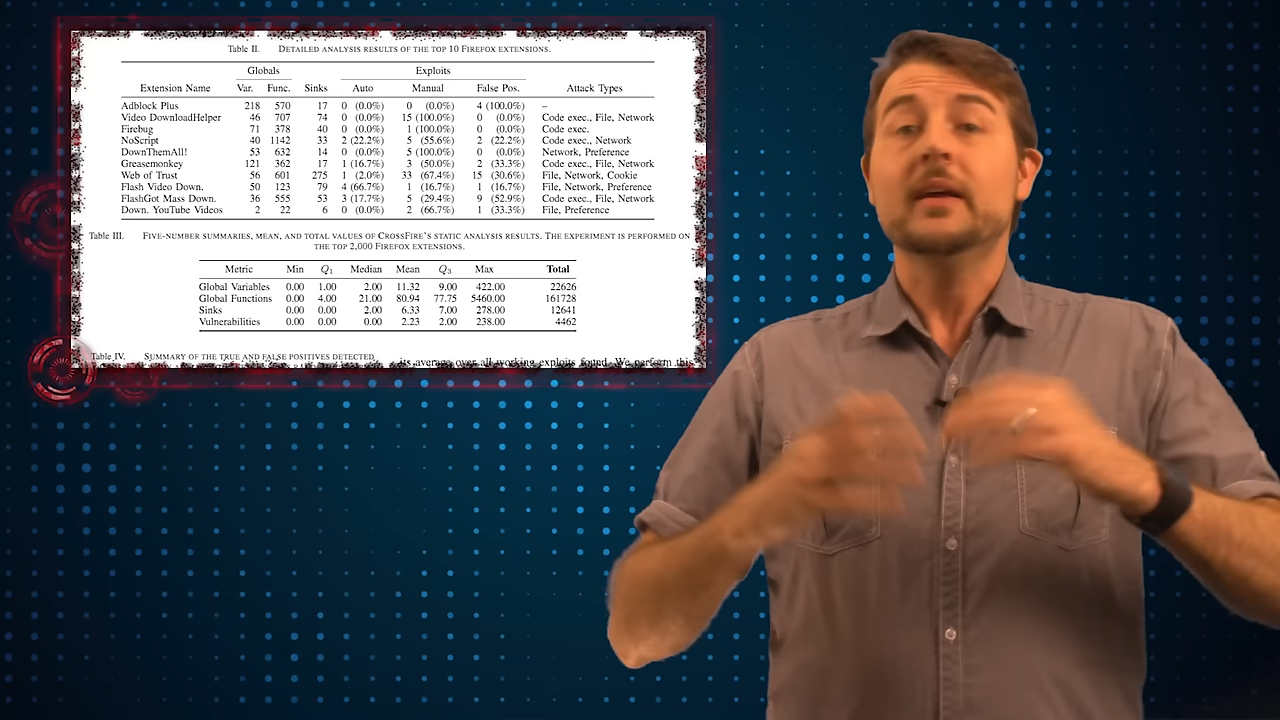 Table II. DETAILED ANALYSIS RESULTS OF THE TOP 10 FIREFOX EXTENSIONS.
Globals Exploits
Extension Name Var. Func. Sinks Auto Manual False Pos. Attack Types
Adblock Plus 218 570 17 0 (0.0%) 0 (0.0%) 4 (100.0%) –
Video DownloadHelper 46 707 74 0 (0.0%) 15 (100.0%) 0 (0.0%) Code exec., File, Network
Firebug 71 378 40 0 (0.0%) 1 (100.0%) 0 (0.0%) Code exec.
NoScript 40 1142 33 2 (22.2%) 5 (55.6%) 2 (22.2%) Code exec., Network
DownThemAll! 53 632 14 0 (0.0%) 5 (100.0%) 0 (0.0%) Network, Preference
Greasemonkey 121 362 17 1 (16.7%) 3 (50.0%) 2 (33.3%) Code exec., File, Network
Web of Trust 56 601 275 1 (2.0%) 33 (67.4%) 15 (30.6%) File, Network, Cookie
Flash Video Down. 50 123 79 4 (66.7%) 1 (16.7%) 1 (16.7%) File, Network, Preference
FlashGot Mass Down. 36 555 53 3 (17.7%) 5 (29.4%) 9 (52.9%) Code exec., File, Network
Down. YouTube Videos 2 22 6 0 (0.0%) 2 (66.7%) 1 (33.3%) File, Preference
Table III. FIVE-NUMBER SUMMARIES, MEAN, AND TOTAL VALUES OF CROSSFIRE'S STATIC ANALYSIS RESULTS. THE EXPERIMENT IS PERFORMED ON
THE TOP 2,000 FIREFOX EXTENSIONS.
Metric Min Q1 Median Mean Q3 Max Total
Global Variables 0.00 1.00 2.00 11.32 9.00 422.00 22626
Global Functions 0.00 4.00 21.00 80.94 77.75 5460.00 161728
Sinks 0.00 0.00 2.00 6.33 7.00 278.00 12641
Vulnerabilities 0.00 0.00 0.00 2.23 2.00 238.00 4462
Table IV. SUMMARY OF THE TRUE AND FALSE POSITIVES DETECTED
its average over all working exploits found. We perform this